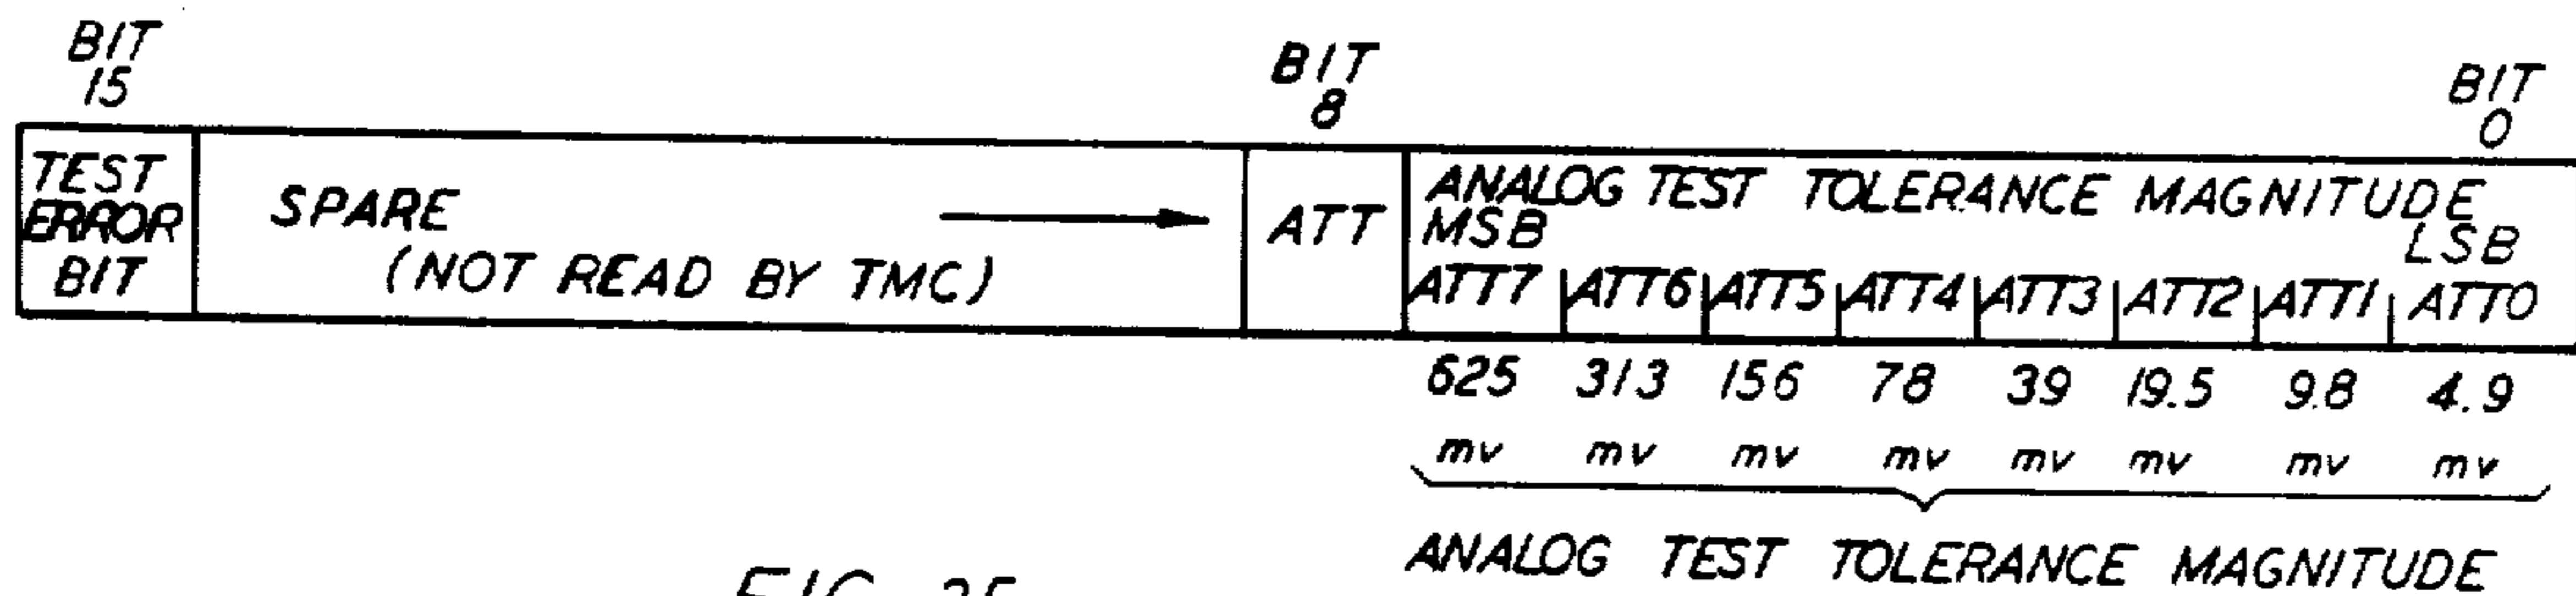 BIT
15
BIT
8
BIT
0
TEST
ERROR
BIT
SPARE
(NOT READ BY TMC)
ATT
ANALOG TEST TOLERANCE MAGNITUDE
MSB
LSB
ATT7 ATT6 ATT5 ATT4 ATT3 ATT2 ATT1 ATT0
625 313 156 78 39 19.5 9.8 4.9
mv mv mv mv mv mv mv mv
ANALOG TEST TOLERANCE MAGNITUDE